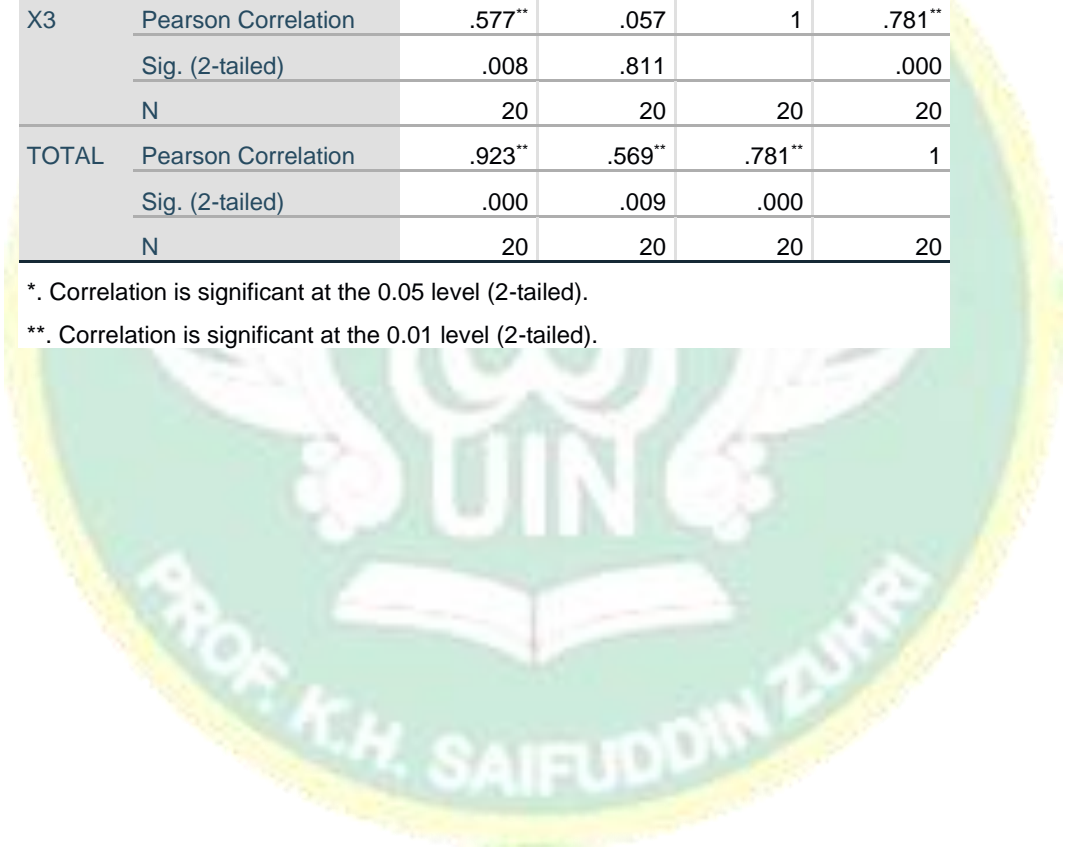 X3 Pearson Correlation .577** .057 1 .781**
Sig. (2-tailed) .008 .811 .000
N 20 20 20 20
TOTAL Pearson Correlation .923** .569** .781** 1
Sig. (2-tailed) .000 .009 .000
N 20 20 20 20
*. Correlation is significant at the 0.05 level (2-tailed).
**. Correlation is significant at the 0.01 level (2-tailed).
UIN
PROF. K.H. SAIFUDDIN ZUHRI